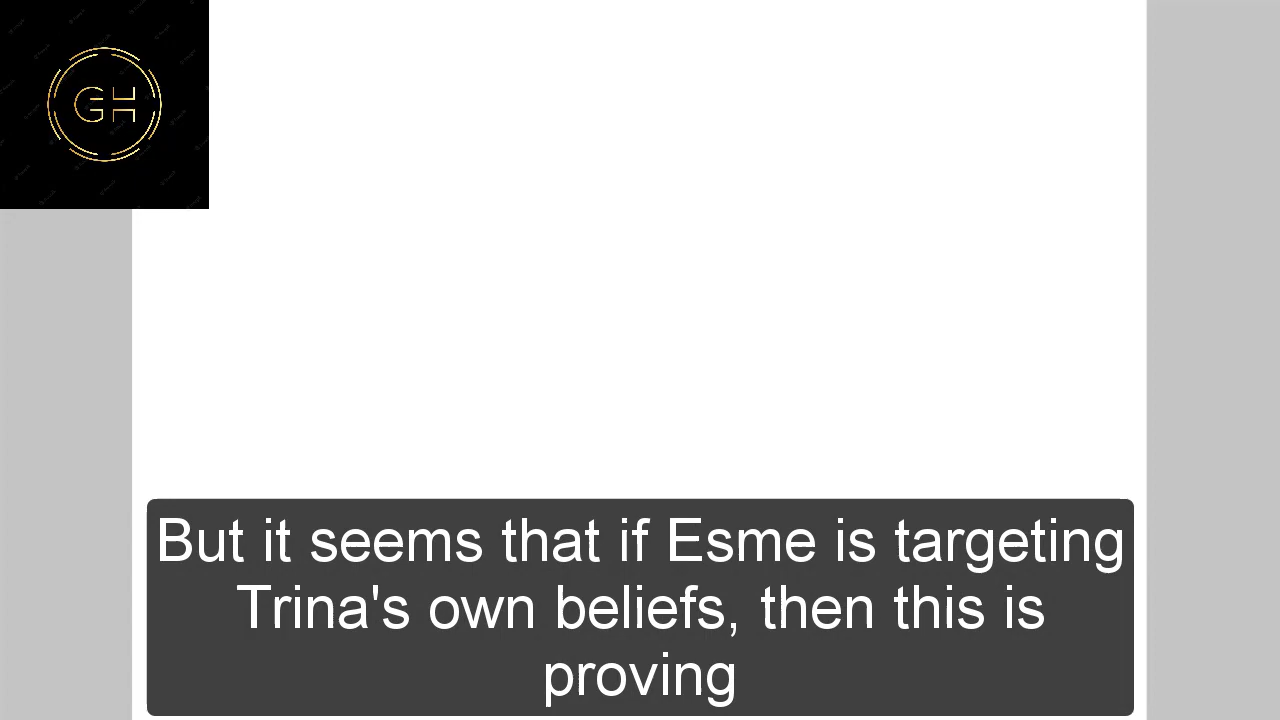 GH
But it seems that if Esme is targeting
Trina's own beliefs, then this is
proving